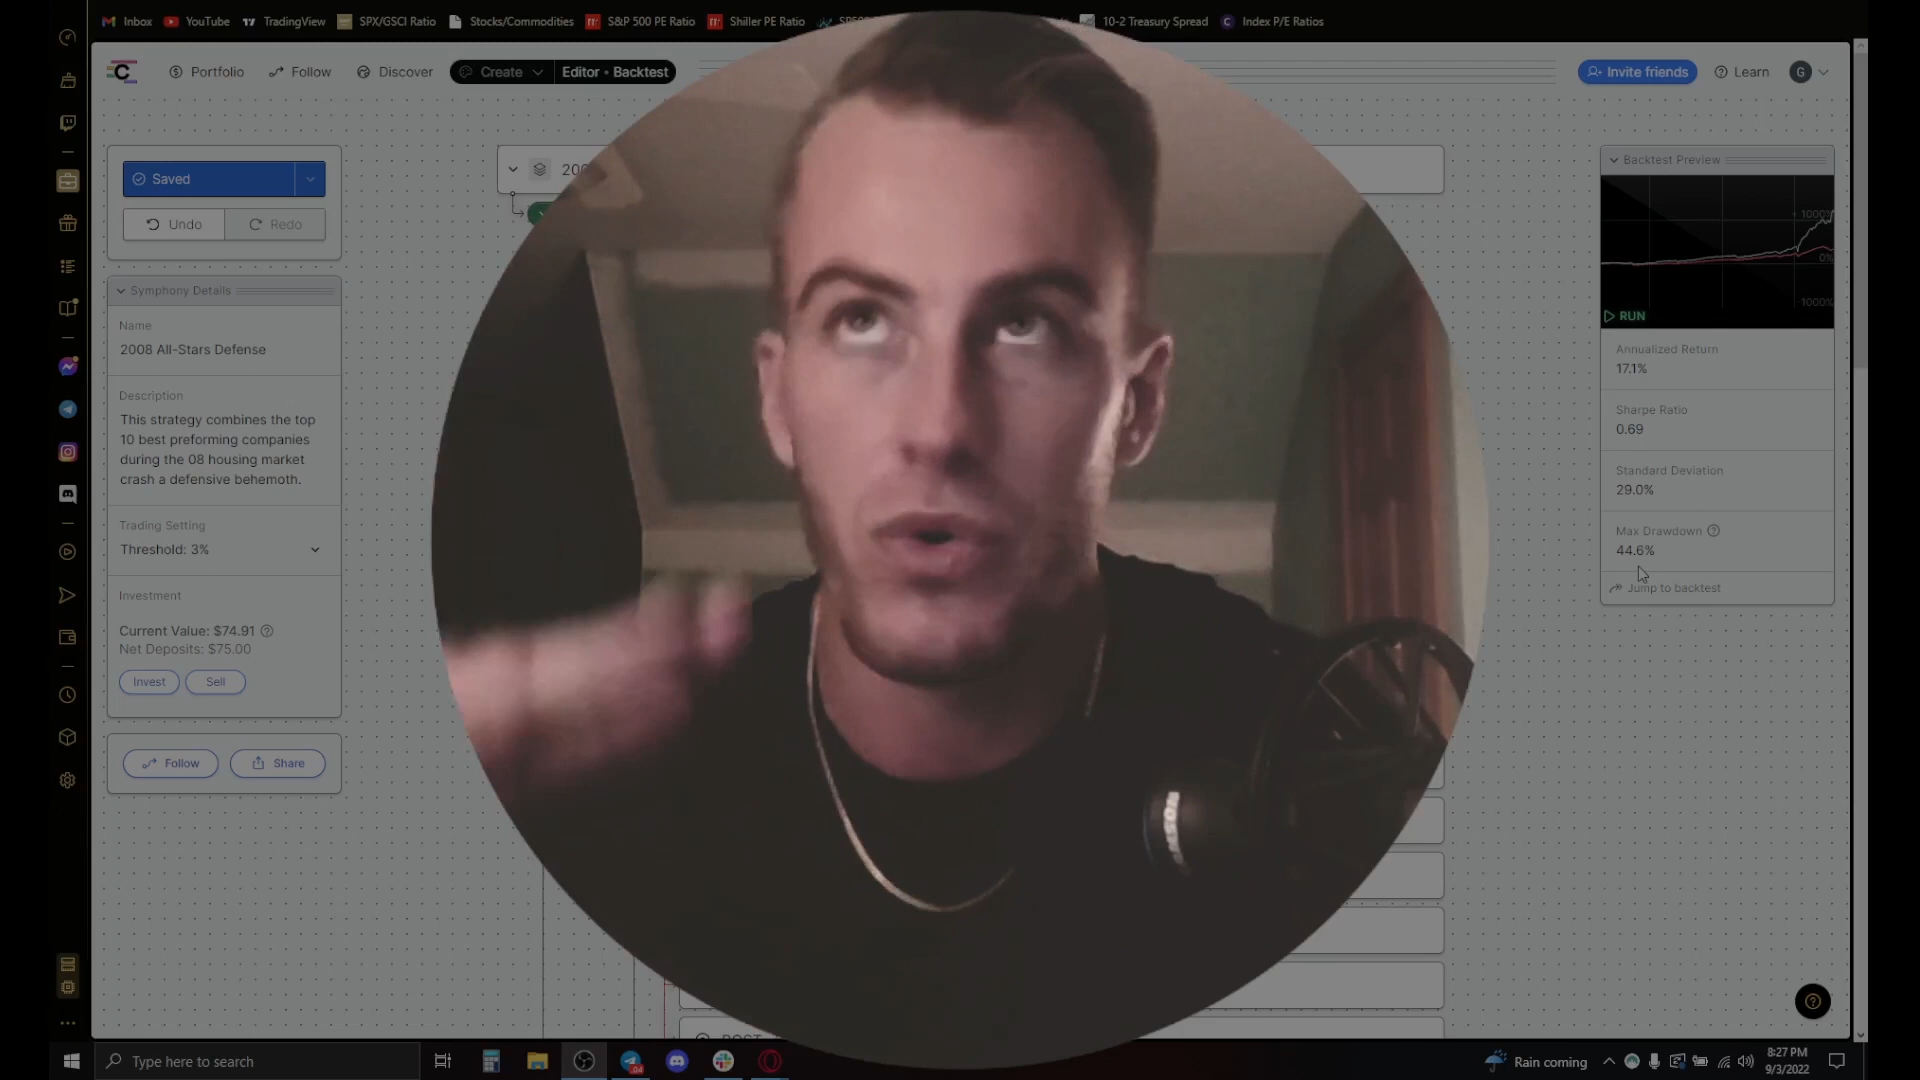 Inbox YouTube TradingView SPX/GSCI Ratio Stocks/Commodities S&P 500 PE Ratio Shiller PE Ratio 10-2 Treasury Spread Index P/E Ratios
Portfolio Follow Discover Create Editor • Backtest Invite friends Learn G
Saved
Undo Redo
Symphony Details
Name
2008 All-Stars Defense
Description
This strategy combines the top
10 best preforming companies
during the 08 housing market
crash a defensive behemoth.
Trading Setting
Threshold: 3%
Investment
Current Value: $74.91
Net Deposits: $75.00
Invest Sell
Follow Share
Backtest Preview
1000%
0%
1000%
RUN
Annualized Return
17.1%
Sharpe Ratio
0.69
Standard Deviation
29.0%
Max Drawdown
44.6%
Jump to backtest
Type here to search
Rain coming
8:27 PM
9/3/2022